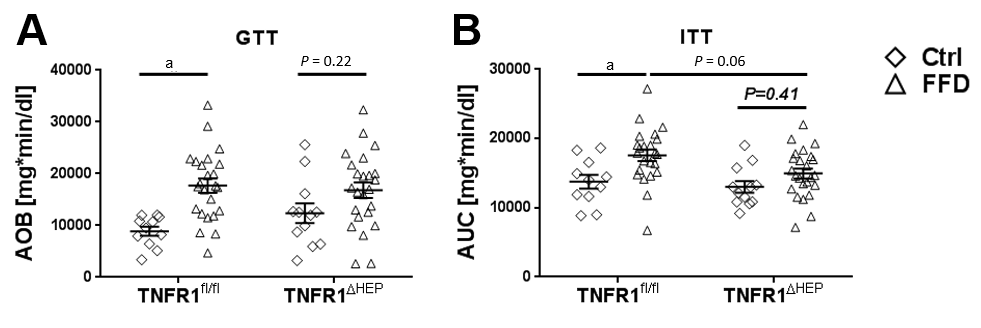 A
GTT
AOB [mg*min/dl]
40000
30000
20000
10000
0
a
P = 0.22
TNFR1fl/fl
TNFR1ΔHEP
B
ITT
AUC [mg*min/dl]
30000
20000
10000
0
a
P = 0.06
P=0.41
TNFR1fl/fl
TNFR1ΔHEP
Ctrl
FFD